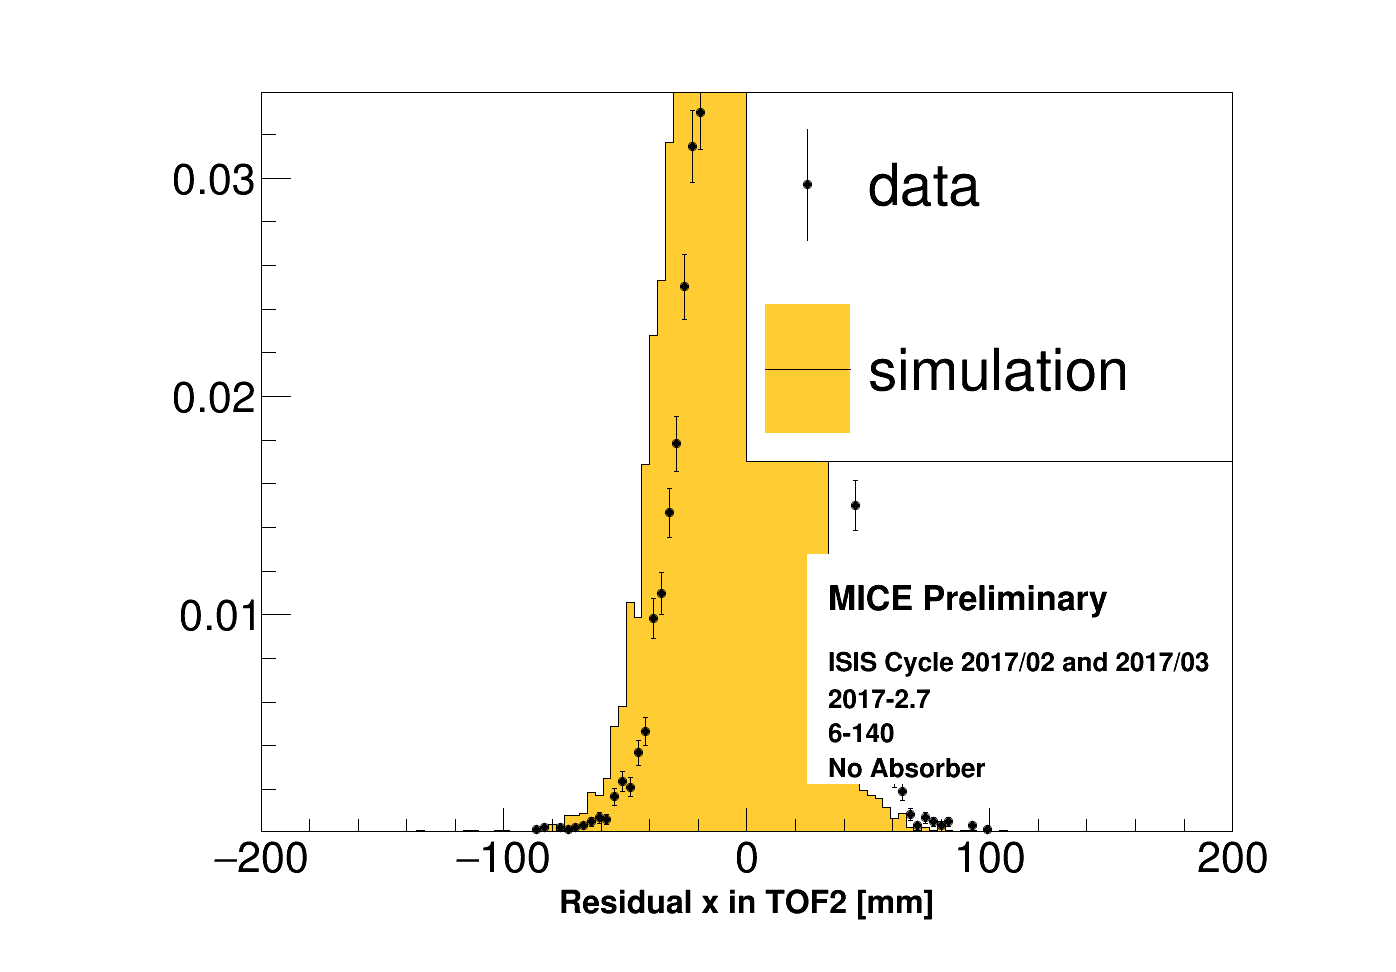 0.03
0.02
0.01
data
simulation
MICE Preliminary
ISIS Cycle 2017/02 and 2017/03
2017-2.7
6-140
No Absorber
−200 −100 0 100 200
Residual x in TOF2 [mm]